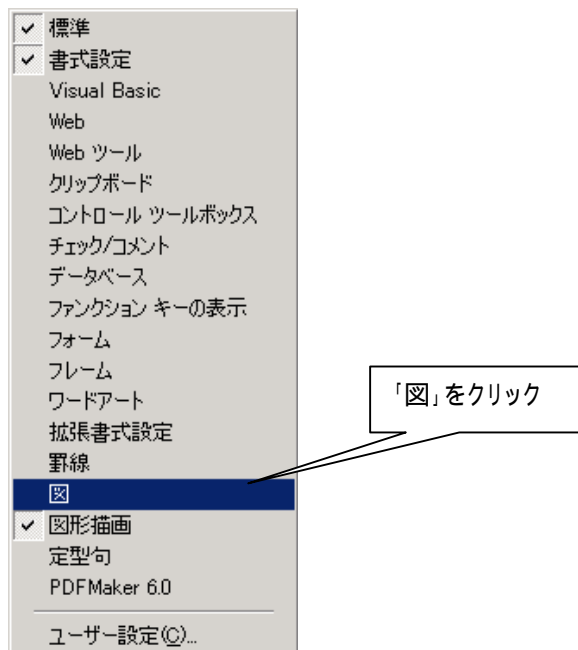 標準
書式設定
Visual Basic
Web
Web ツール
クリップボード
コントロール ツールボックス
チェック/コメント
データベース
ファンクション キーの表示
フォーム
フレーム
ワードアート
拡張書式設定
罫線
図
図形描画
定型句
PDFMaker 6.0
ユーザー設定(C)...
「図」をクリック